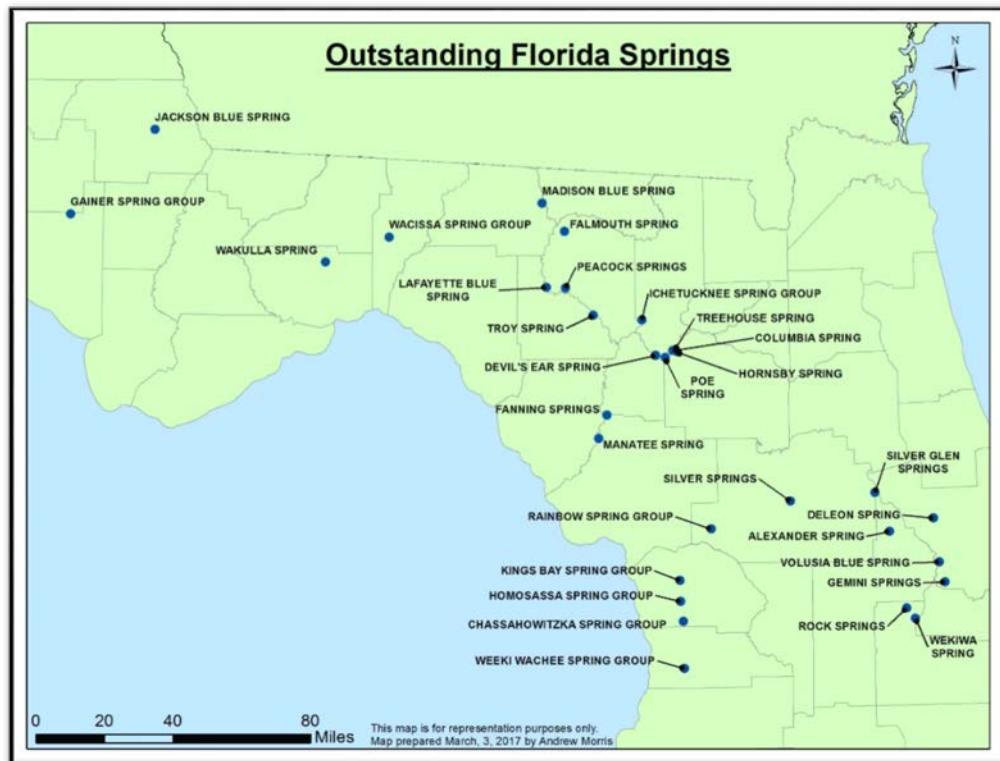 Outstanding Florida Springs
N
JACKSON BLUE SPRING
GAINER SPRING GROUP
MADISON BLUE SPRING
WACISSA SPRING GROUP
FALMOUTH SPRING
WAKULLA SPRING
PEACOCK SPRINGS
LAFAYETTE BLUE
SPRING
ICHETUCKNEE SPRING GROUP
TROY SPRING
TREEHOUSE SPRING
COLUMBIA SPRING
DEVIL'S EAR SPRING
HORNSBY SPRING
POE
SPRING
FANNING SPRINGS
MANATEE SPRING
SILVER GLEN
SPRINGS
SILVER SPRINGS
RAINBOW SPRING GROUP
DELEON SPRING
ALEXANDER SPRING
VOLUSIA BLUE SPRING
KINGS BAY SPRING GROUP
GEMINI SPRINGS
HOMOSASSA SPRING GROUP
CHASSAHOWITZKA SPRING GROUP
ROCK SPRINGS
WEKIWA
SPRING
WEEKI WACHEE SPRING GROUP
0 20 40 80
Miles
This map is for representation purposes only.
Map prepared March, 3, 2017 by Andrew Morris